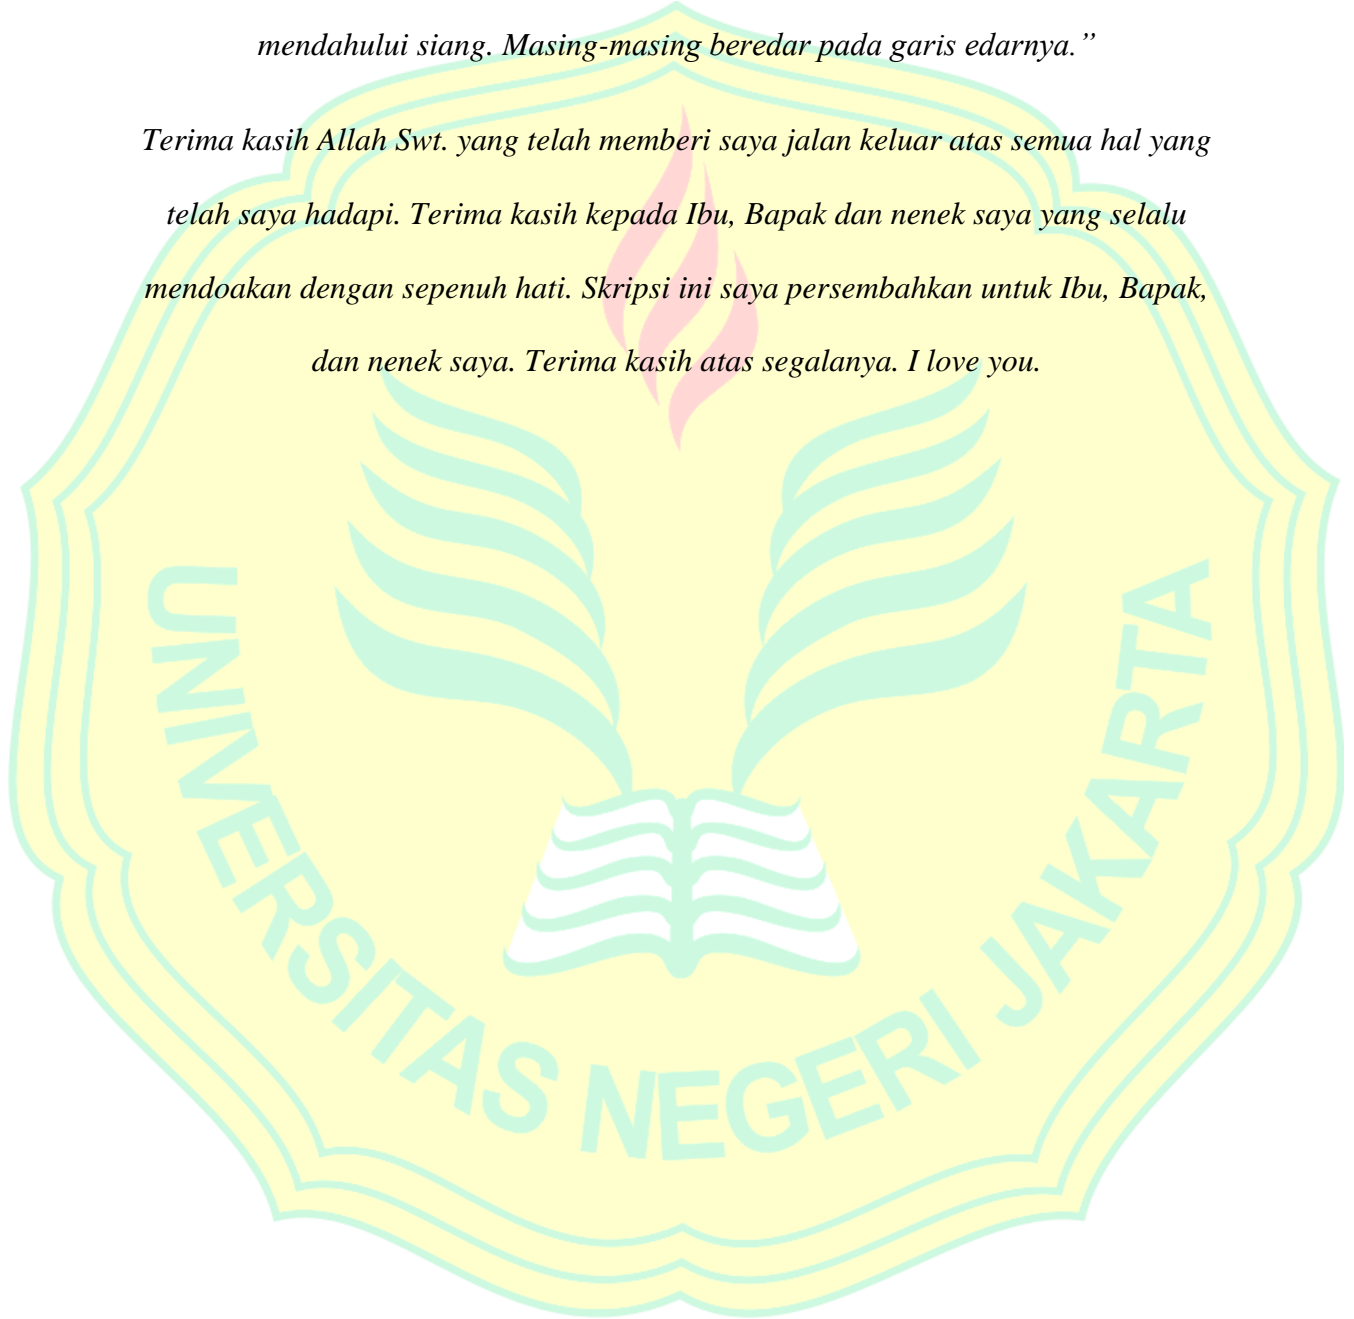 mendahului siang. Masing-masing beredar pada garis edarnya.”
Terima kasih Allah Swt. yang telah memberi saya jalan keluar atas semua hal yang
telah saya hadapi. Terima kasih kepada Ibu, Bapak dan nenek saya yang selalu
mendoakan dengan sepenuh hati. Skripsi ini saya persembahkan untuk Ibu, Bapak,
dan nenek saya. Terima kasih atas segalanya. I love you.
UNIVERSITAS NEGERI JAKARTA